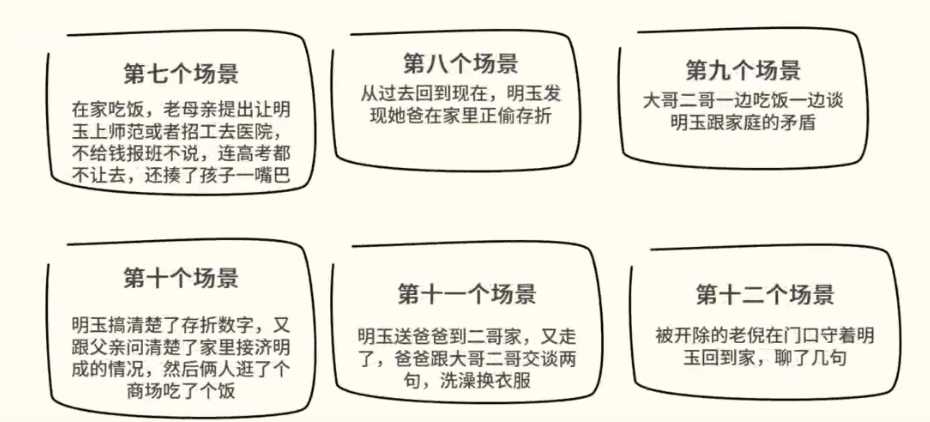 第七个场景
在家吃饭，老母亲提出让明
玉上师范或者招工去医院，
不给钱报班不说，连高考都
不让去，还揍了孩子一嘴巴
第八个场景
从过去回到现在，明玉发
现她爸在家里正偷存折
第九个场景
大哥二哥一边吃饭一边谈
明玉跟家庭的矛盾
第十个场景
明玉搞清楚了存折数字，又
跟父亲问清楚了家里接济明
成的情况，然后俩人逛了个
商场吃了个饭
第十一个场景
明玉送爸爸到二哥家，又走
了，爸爸跟大哥二哥交谈两
句，洗澡换衣服
第十二个场景
被开除的老倪在门口守着明
玉回到家，聊了几句